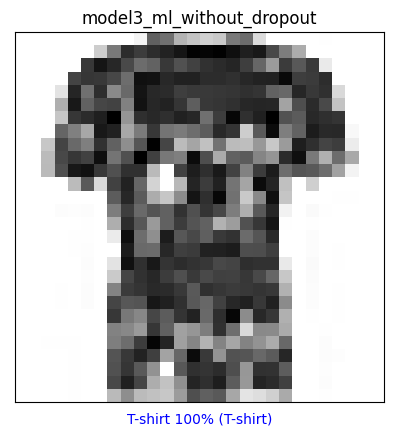 model3_ml_without_dropout
T-shirt 100% (T-shirt)